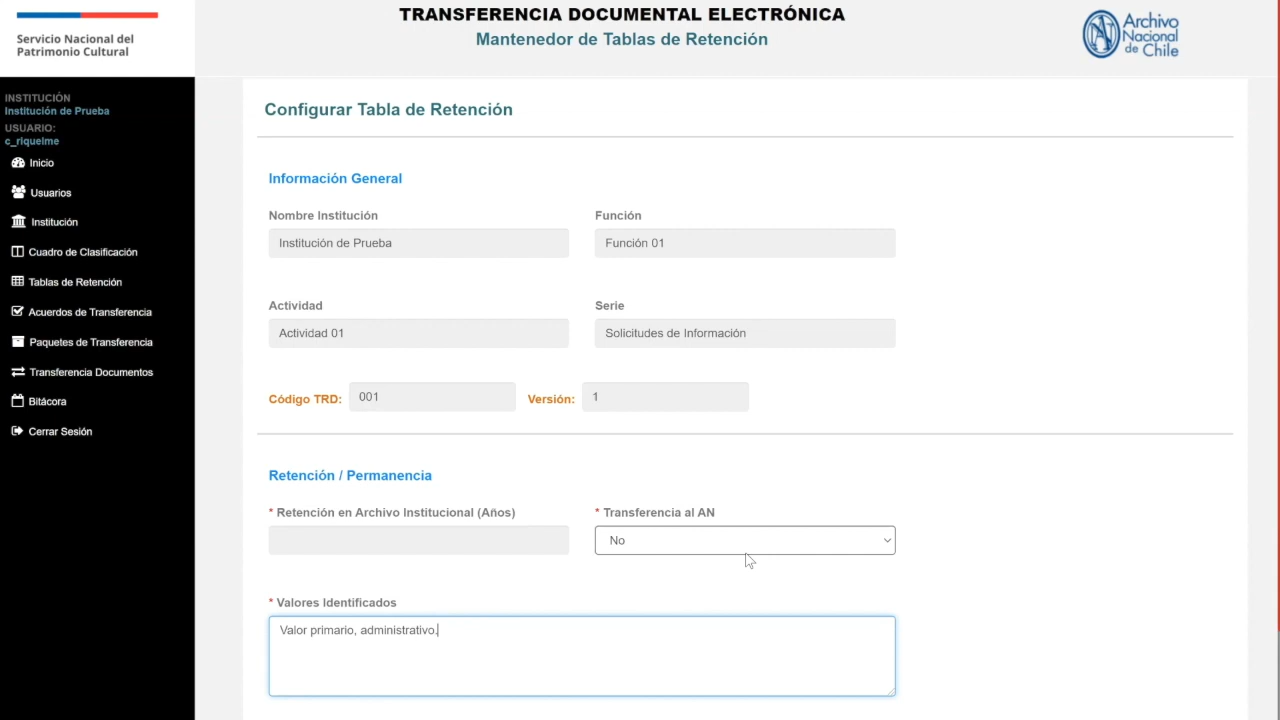 Servicio Nacional del
Patrimonio Cultural
TRANSFERENCIA DOCUMENTAL ELECTRÓNICA
Mantenedor de Tablas de Retención
Archivo
Nacional
de Chile
INSTITUCIÓN
Institución de Prueba
USUARIO:
c_riquelme
Inicio
Usuarios
Institución
Cuadro de Clasificación
Tablas de Retención
Acuerdos de Transferencia
Paquetes de Transferencia
Transferencia Documentos
Bitácora
Cerrar Sesión
Configurar Tabla de Retención
Información General
Nombre Institución Función
Institución de Prueba Función 01
Actividad Serie
Actividad 01 Solicitudes de Información
Código TRD: 001 Versión: 1
Retención / Permanencia
* Retención en Archivo Institucional (Años) * Transferencia al AN
No
* Valores Identificados
Valor primario, administrativo.